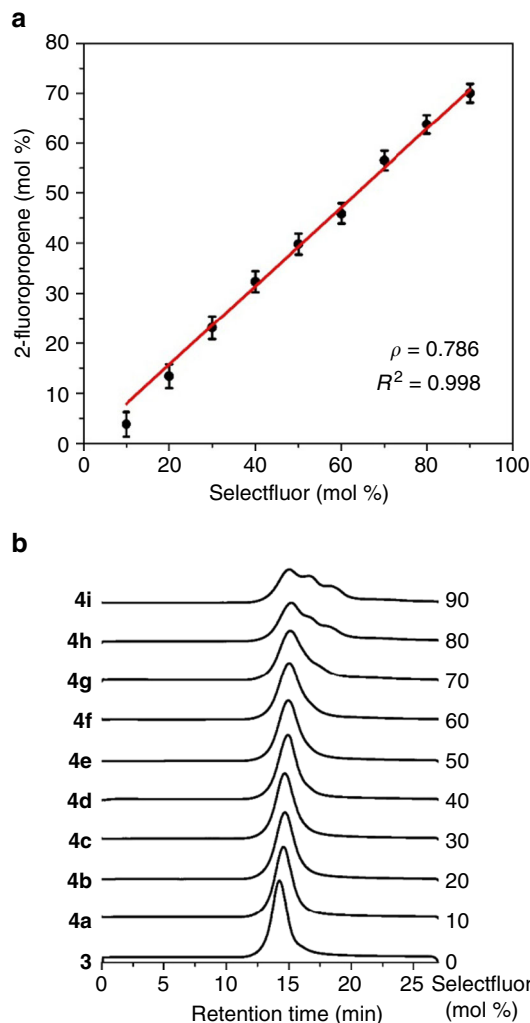 a
80
70
60
50
40
30
20
10
0
2-fluoropropene (mol %)
ρ = 0.786
R² = 0.998
0 20 40 60 80 100
Selectfluor (mol %)
b
4i 90
4h 80
4g 70
4f 60
4e 50
4d 40
4c 30
4b 20
4a 10
3 0
0 5 10 15 20 25
Selectfluor
(mol %)
Retention time (min)